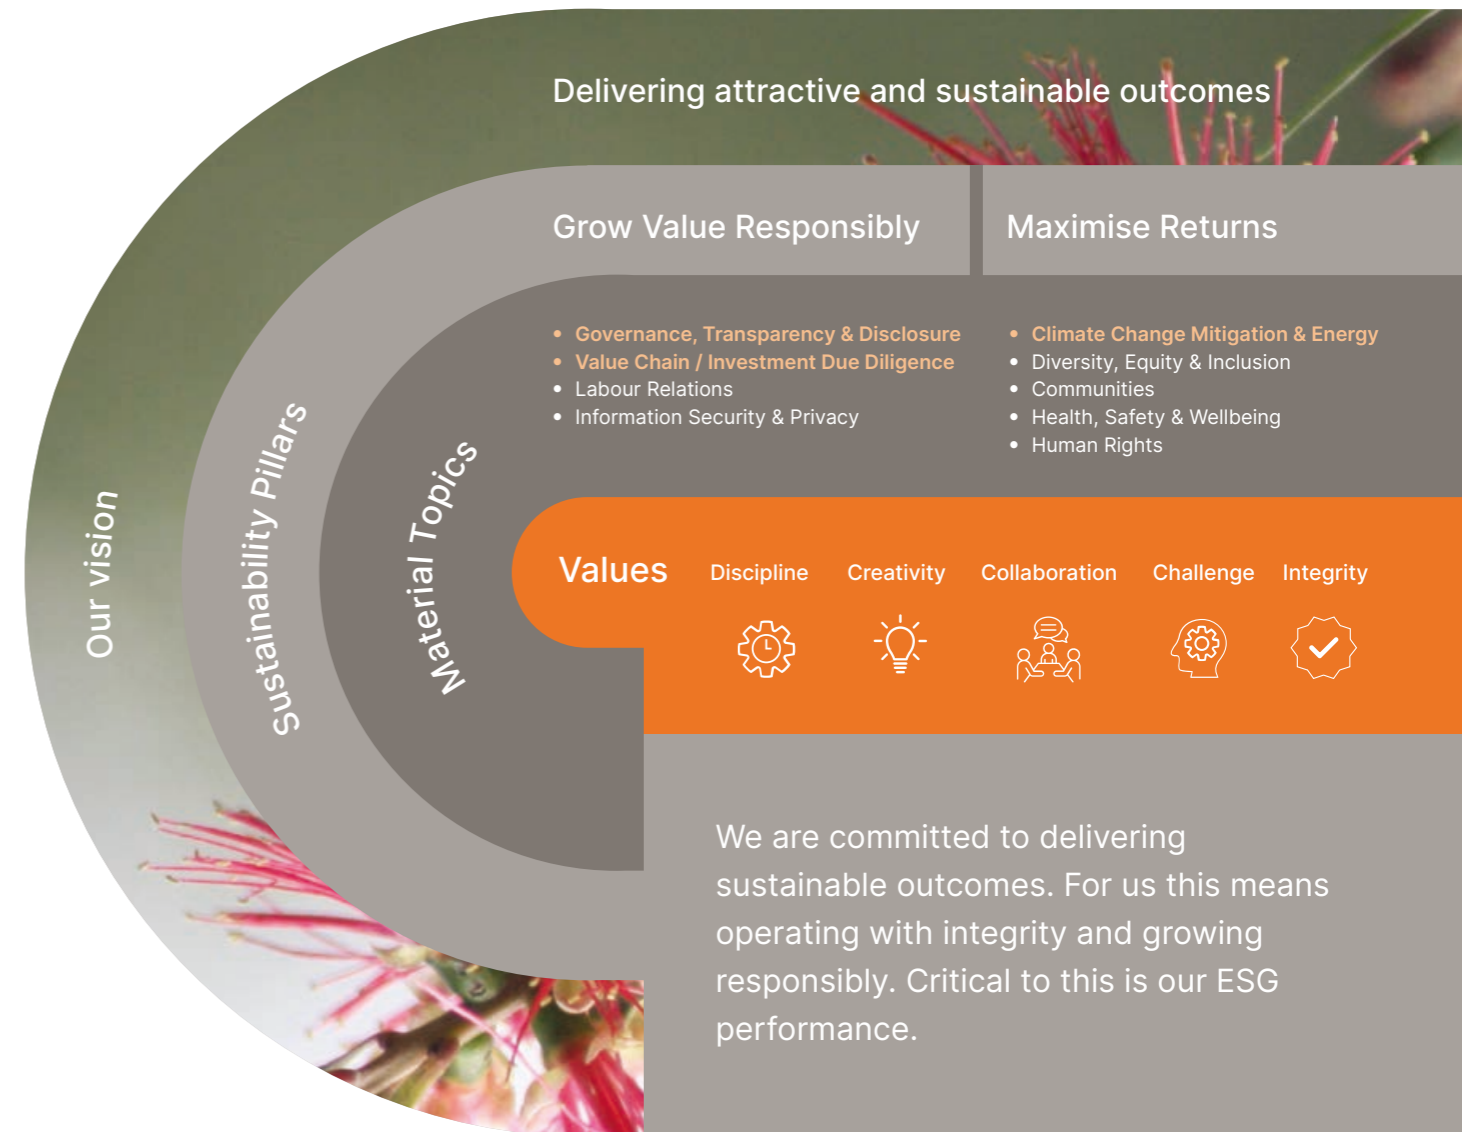 Delivering attractive and sustainable outcomes
Grow Value Responsibly
Maximise Returns
• Governance, Transparency & Disclosure
• Value Chain / Investment Due Diligence
• Labour Relations
• Information Security & Privacy
• Climate Change Mitigation & Energy
• Diversity, Equity & Inclusion
• Communities
• Health, Safety & Wellbeing
• Human Rights
Our vision
Sustainability Pillars
Material Topics
Values
Discipline
Creativity
Collaboration
Challenge
Integrity
We are committed to delivering
sustainable outcomes. For us this means
operating with integrity and growing
responsibly. Critical to this is our ESG
performance.